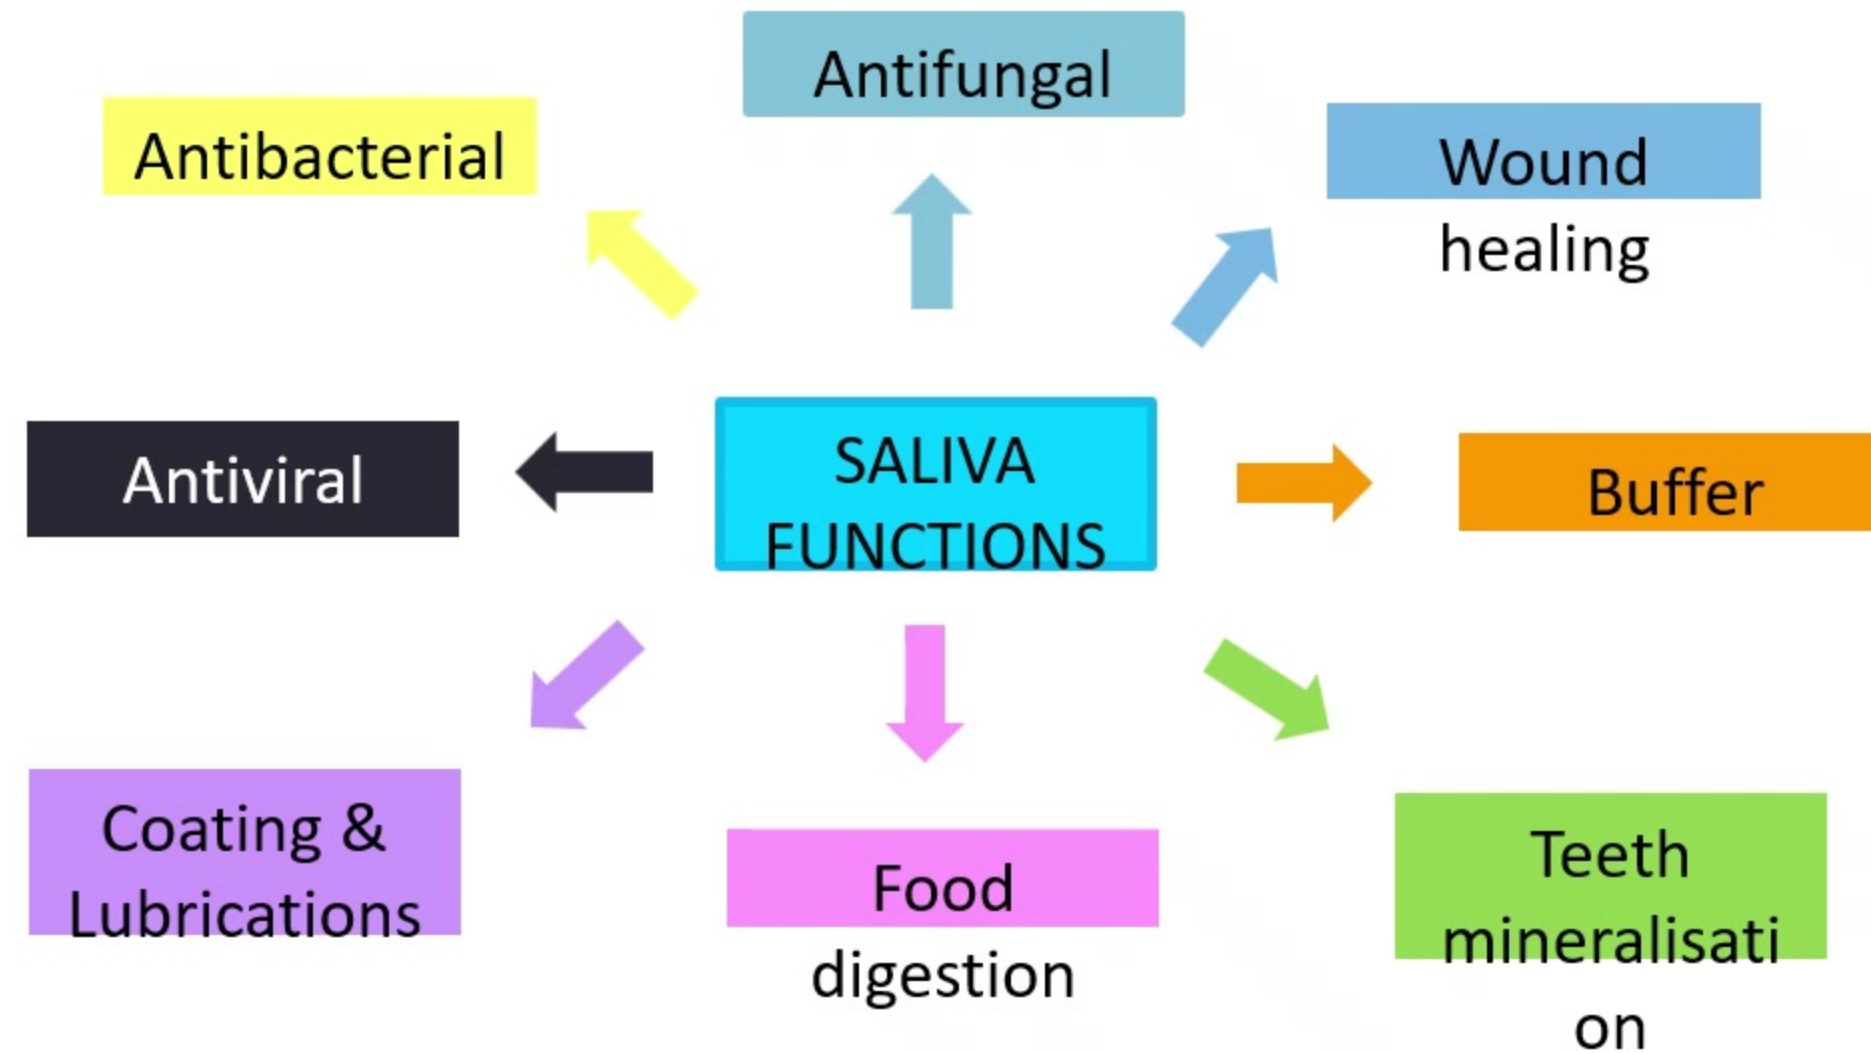 Antifungal
Antibacterial
Wound
healing
Antiviral
SALIVA
FUNCTIONS
Buffer
Coating &
Lubrications
Food
digestion
Teeth
mineralisati
on